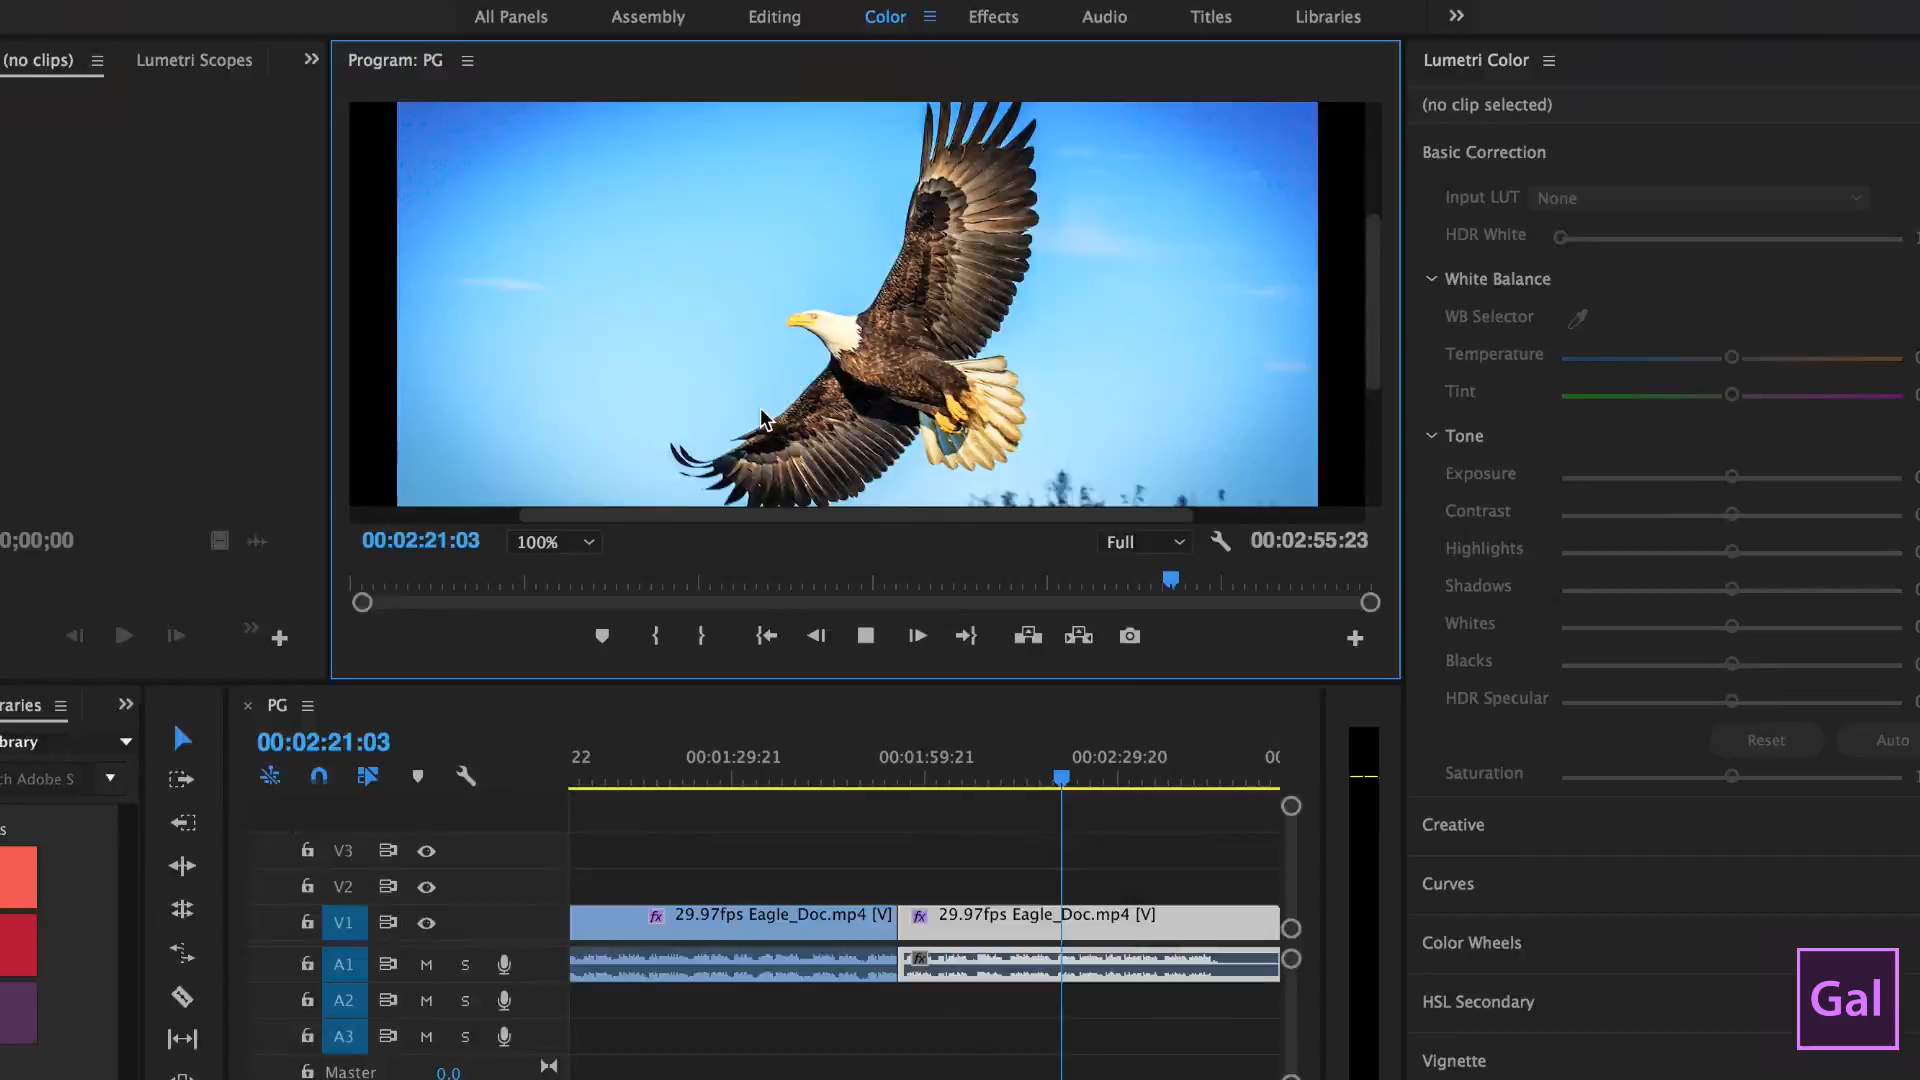 All Panels Assembly Editing Color Effects Audio Titles Libraries
(no clips) Lumetri Scopes
Program: PG
Lumetri Color
(no clip selected)
Basic Correction
Input LUT None
HDR White
White Balance
WB Selector
Temperature
Tint
Tone
Exposure
Contrast
Highlights
Shadows
Whites
Blacks
HDR Specular
Reset Auto
Saturation
Creative
Curves
Color Wheels
HSL Secondary
Vignette
0;00;00
00:02:21:03 100% Full 00:02:55:23
raries
brary
ch Adobe S
s
PG
00:02:21:03
22 00:01:29:21 00:01:59:21 00:02:29:20 00
V3
V2
V1 fx 29.97fps Eagle_Doc.mp4 [V] fx 29.97fps Eagle_Doc.mp4 [V]
A1 M S fx
A2 M S
A3 M S
Master 0.0
Gal